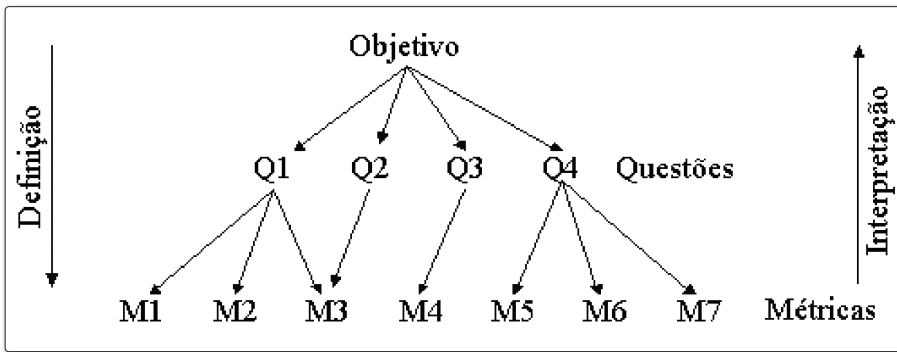 Objetivo
Definição
Interpretação
Q1 Q2 Q3 Q4 Questões
M1 M2 M3 M4 M5 M6 M7 Métricas